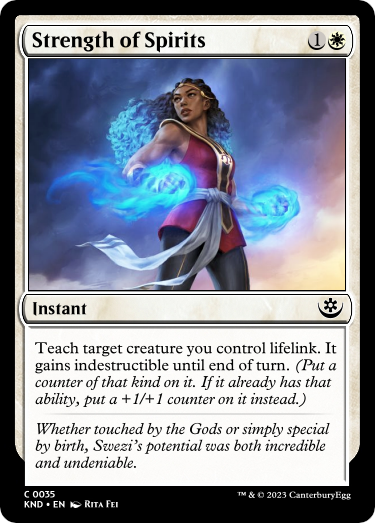 Strength of Spirits 1
Instant
Teach target creature you control lifelink. It
gains indestructible until end of turn. (Put a
counter of that kind on it. If it already has that
ability, put a +1/+1 counter on it instead.)
Whether touched by the Gods or simply special
by birth, Swezi's potential was both incredible
and undeniable.
C 0035
KND • EN Rita Fei
™ & © 2023 CanterburyEgg